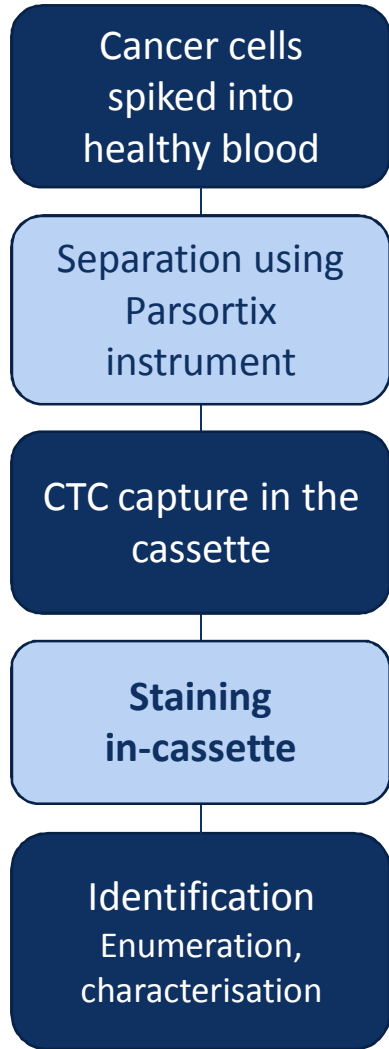 Cancer cells
spiked into
healthy blood
Separation using
Parsortix
instrument
CTC capture in the
cassette
Staining
in-cassette
Identification
Enumeration,
characterisation